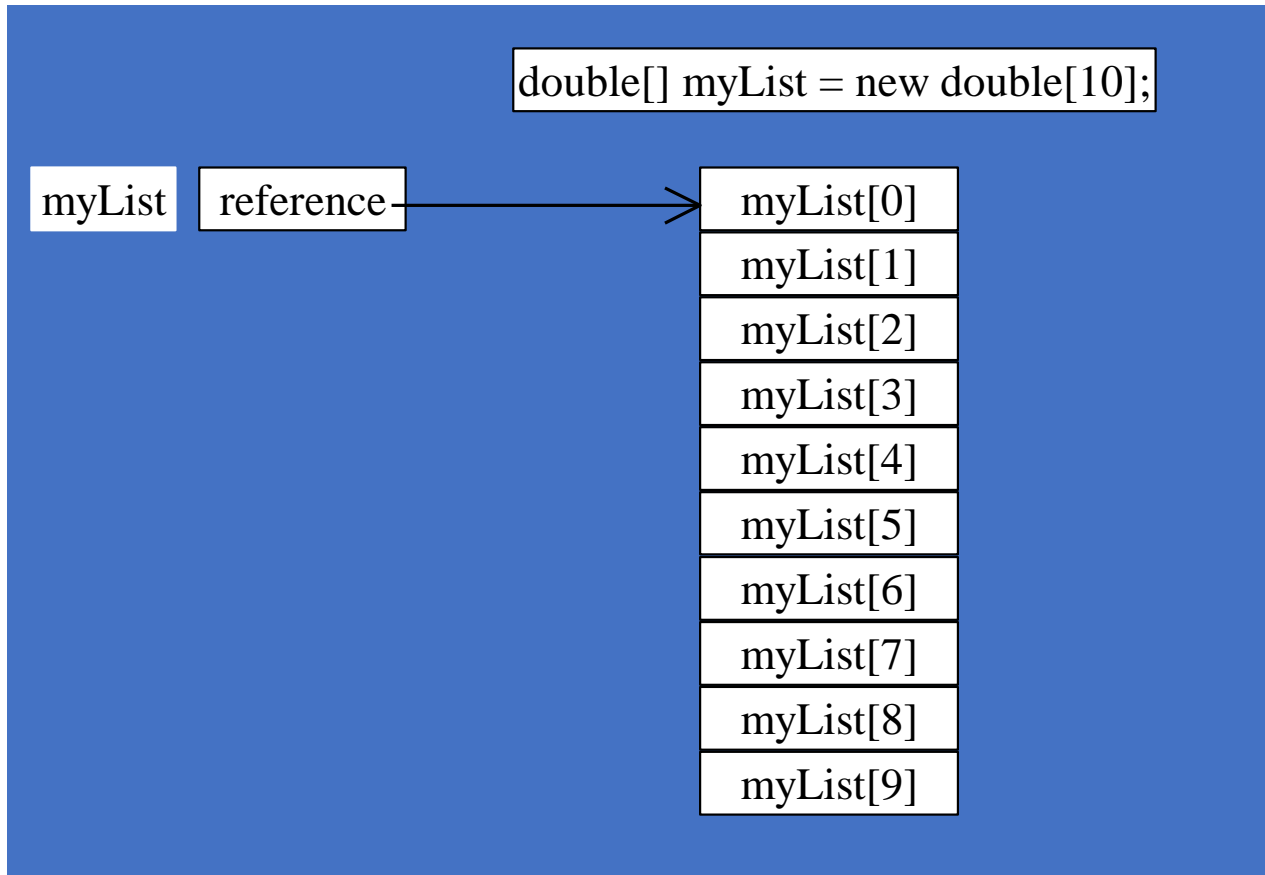 double[] myList = new double[10];
myList reference myList[0]
myList[1]
myList[2]
myList[3]
myList[4]
myList[5]
myList[6]
myList[7]
myList[8]
myList[9]